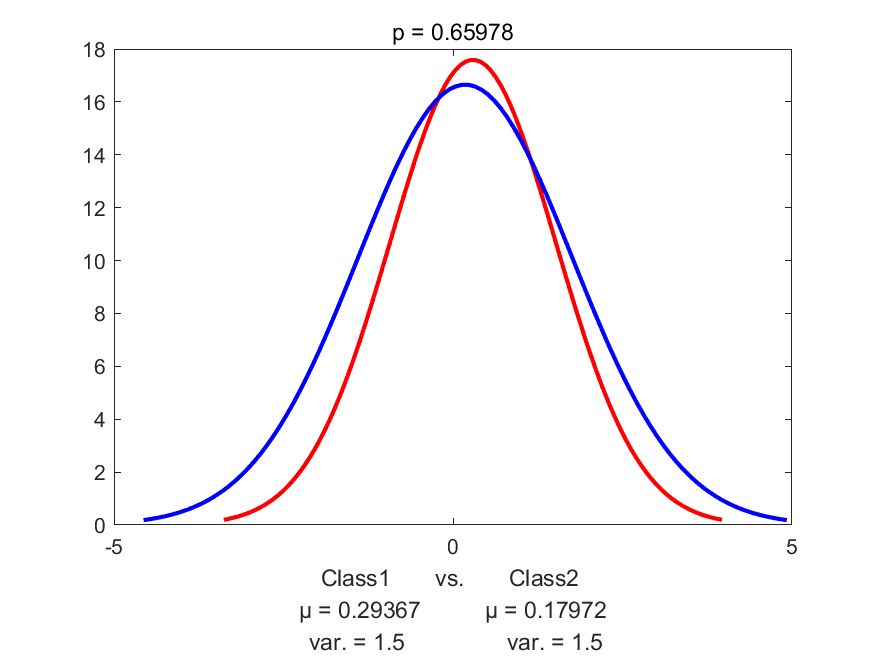 p = 0.65978
18
16
14
12
10
8
6
4
2
0
-5 0 5
Class1 vs. Class2
μ = 0.29367 μ = 0.17972
var. = 1.5 var. = 1.5